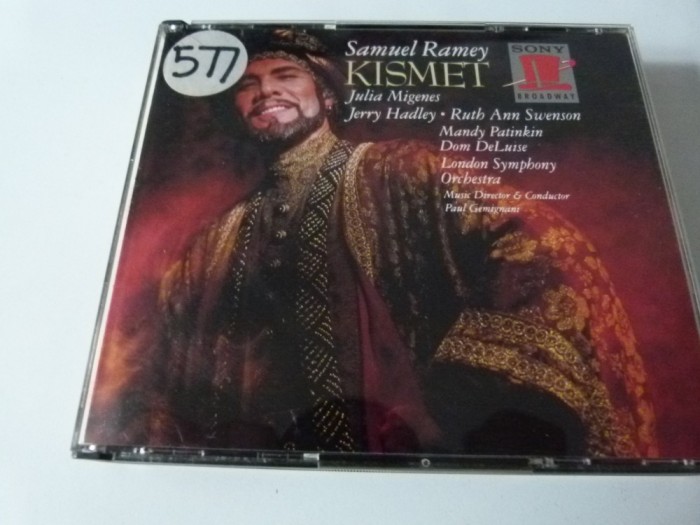 577
Samuel Ramey
KISMET
SONY
BROADWAY
Julia Migenes
Jerry Hadley • Ruth Ann Swenson
Mandy Patinkin
Dom DeLuise
London Symphony
Orchestra
Music Director & Conductor
Paul Gemignani